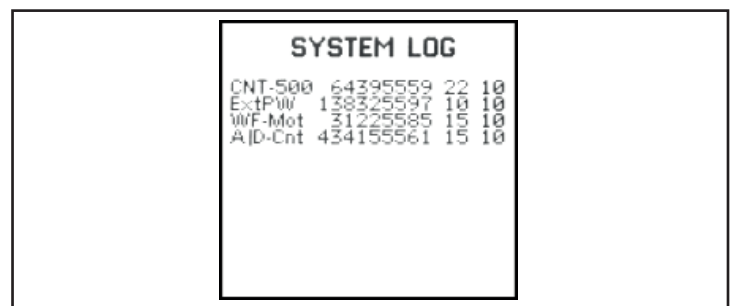 SYSTEM LOG
CNT-500 64395559 22 10
ExtPW 138325597 10 10
WF-Mot 31225585 15 10
A|D-Cnt 434155561 15 10